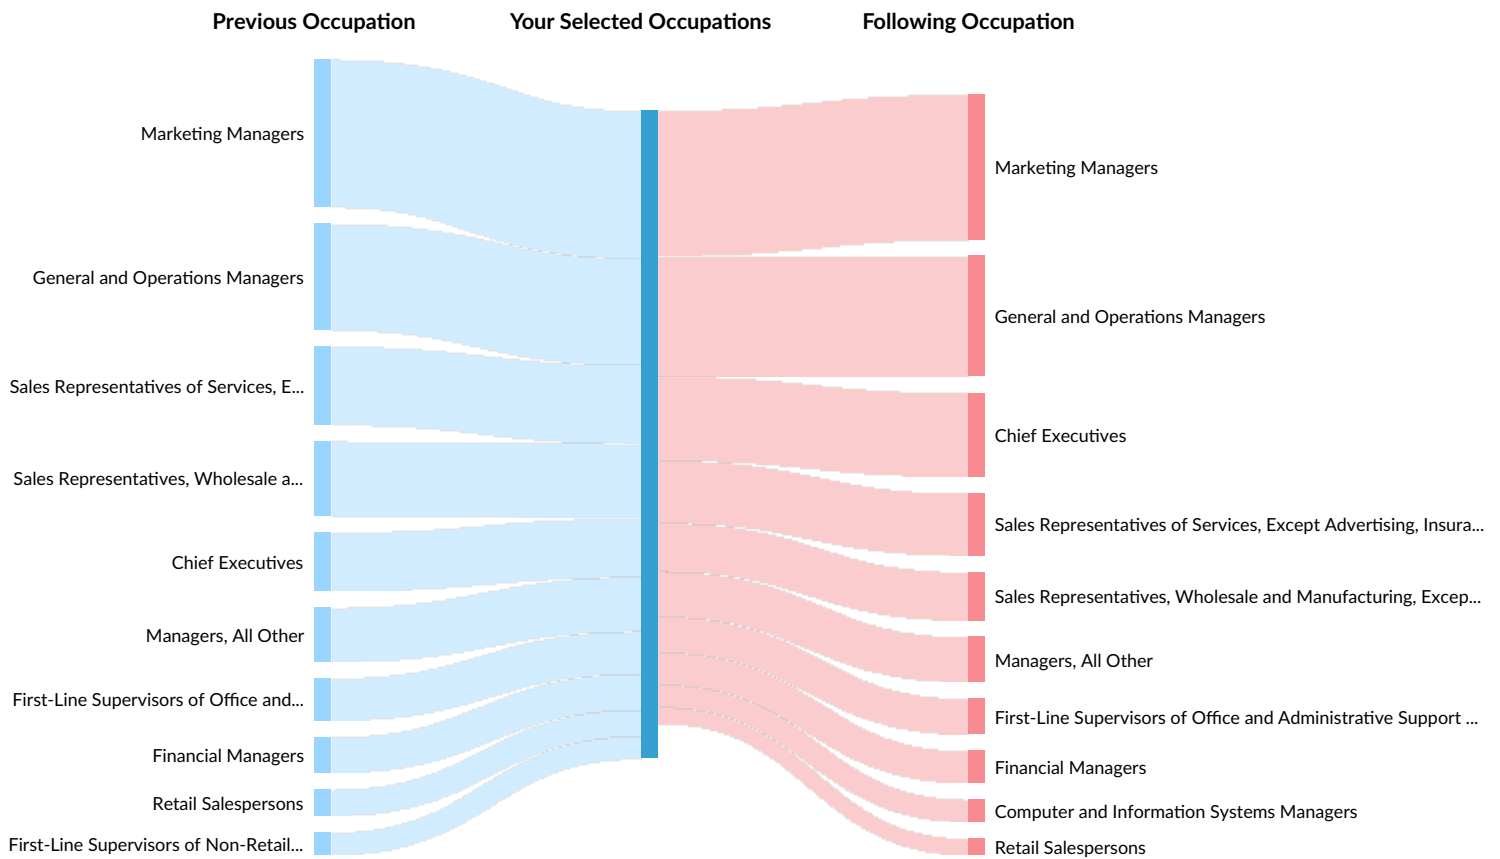 Previous Occupation
Your Selected Occupations
Following Occupation
Marketing Managers
General and Operations Managers
Sales Representatives of Services, E...
Sales Representatives, Wholesale a...
Chief Executives
Managers, All Other
First-Line Supervisors of Office and...
Financial Managers
Retail Salespersons
First-Line Supervisors of Non-Retail...
Marketing Managers
General and Operations Managers
Chief Executives
Sales Representatives of Services, Except Advertising, Insura...
Sales Representatives, Wholesale and Manufacturing, Excep...
Managers, All Other
First-Line Supervisors of Office and Administrative Support ...
Financial Managers
Computer and Information Systems Managers
Retail Salespersons